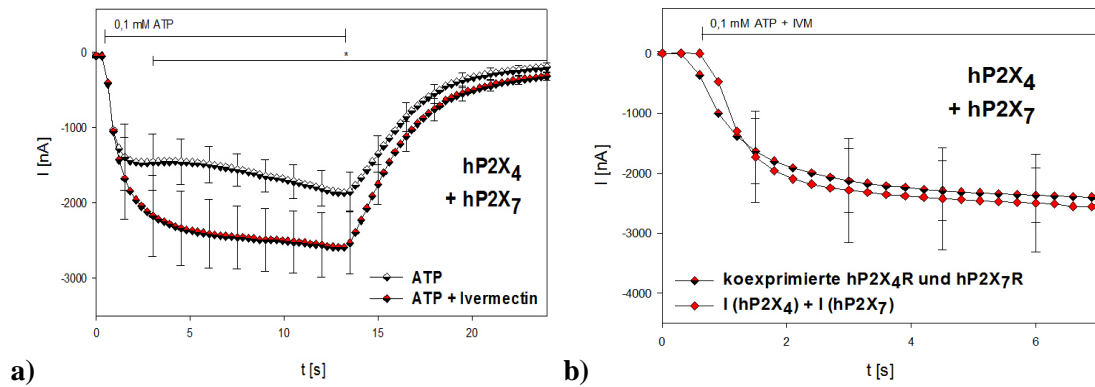 0,1 mM ATP
*
0
-1000
-2000
-3000
I [nA]
hP2X4
+ hP2X7
ATP
ATP + Ivermectin
0 5 10 15 20
t [s]
a)
0,1 mM ATP + IVM
0
-1000
-2000
-3000
-4000
I [nA]
hP2X4
+ hP2X7
koexprimierte hP2X4R und hP2X7R
I (hP2X4) + I (hP2X7)
0 2 4 6
t [s]
b)